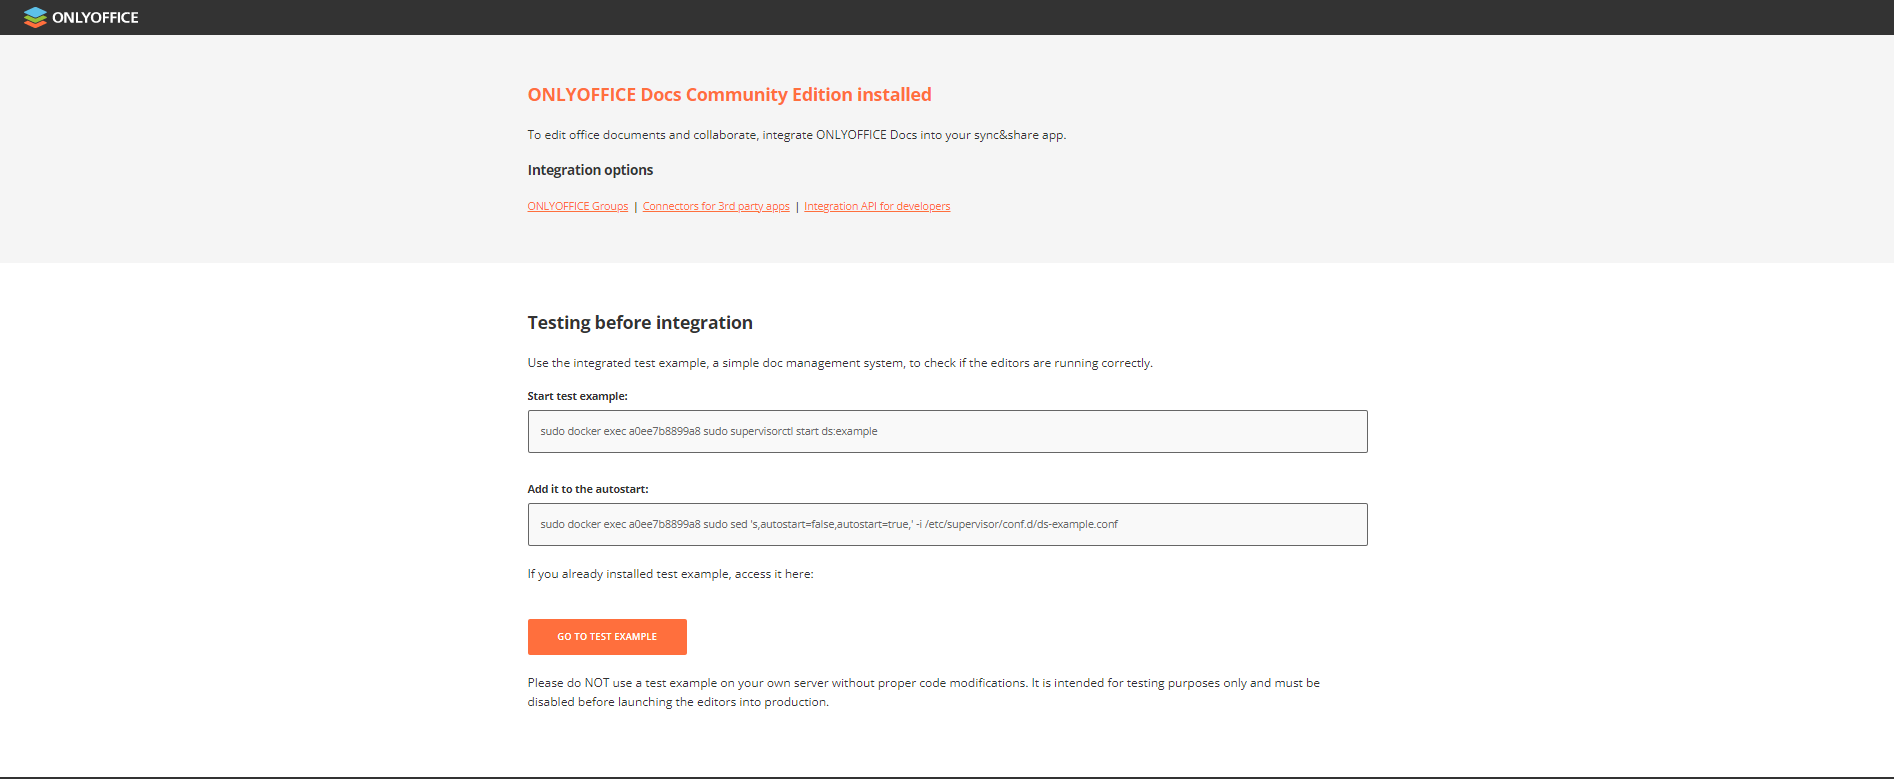 ONLYOFFICE
ONLYOFFICE Docs Community Edition installed
To edit office documents and collaborate, integrate ONLYOFFICE Docs into your sync&share app.
Integration options
ONLYOFFICE Groups | Connectors for 3rd party apps | Integration API for developers
Testing before integration
Use the integrated test example, a simple doc management system, to check if the editors are running correctly.
Start test example:
sudo docker exec a0ee7b8899a8 sudo supervisorctl start ds:example
Add it to the autostart:
sudo docker exec a0ee7b8899a8 sudo sed 's,autostart=false,autostart=true,' -i /etc/supervisor/conf.d/ds-example.conf
If you already installed test example, access it here:
GO TO TEST EXAMPLE
Please do NOT use a test example on your own server without proper code modifications. It is intended for testing purposes only and must be
disabled before launching the editors into production.